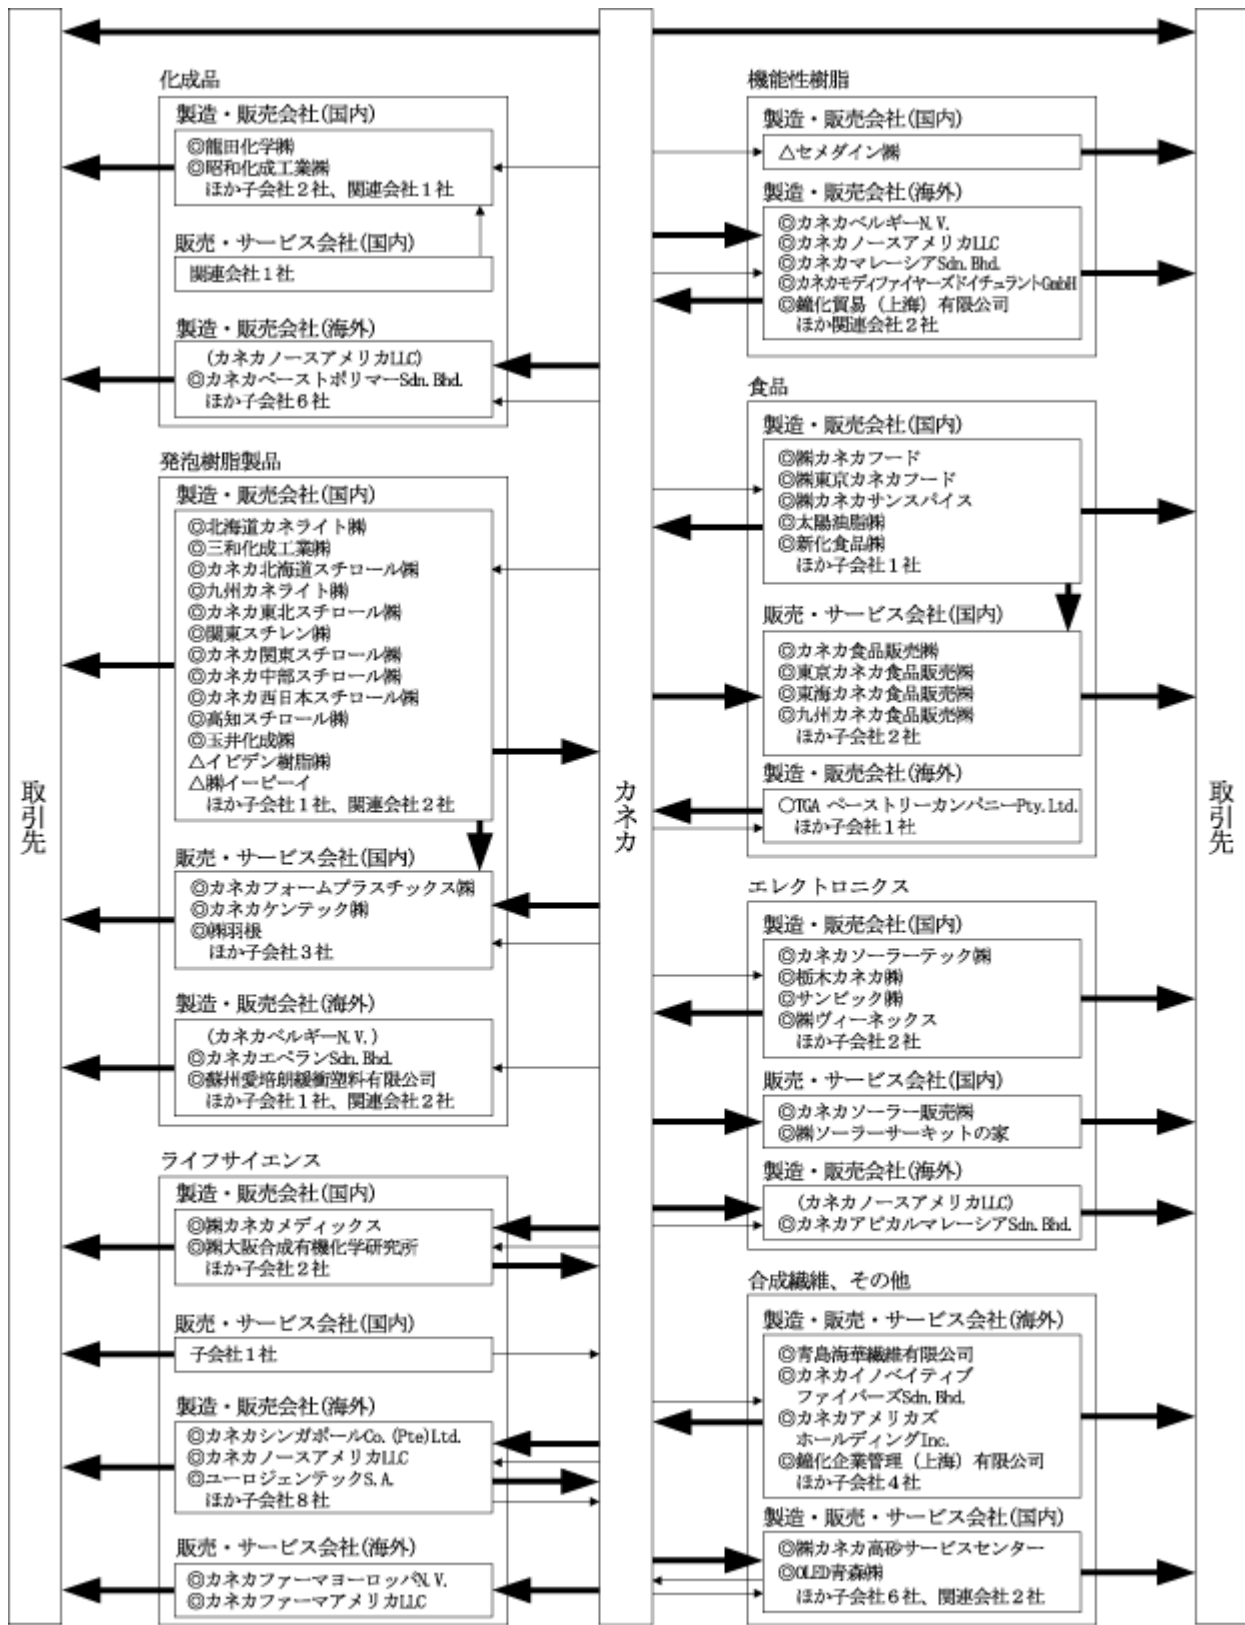 取引先
化成品
製造・販売会社(国内)
◎龍田化学㈱
◎昭和化成工業㈱
ほか子会社2社、関連会社1社
販売・サービス会社(国内)
関連会社1社
製造・販売会社(海外)
(カネカノースアメリカLLC)
◎カネカペーストポリマーSdn.Bhd.
ほか子会社6社
発泡樹脂製品
製造・販売会社(国内)
◎北海道カネライト㈱
◎三和化成工業㈱
◎カネカ北海道スチロール㈱
◎九州カネライト㈱
◎カネカ東北スチロール㈱
◎関東スチレン㈱
◎カネカ関東スチロール㈱
◎カネカ中部スチロール㈱
◎カネカ西日本スチロール㈱
◎高知スチロール㈱
◎玉井化成㈱
△イビデン樹脂㈱
△㈱イーピーイ
ほか子会社1社、関連会社2社
販売・サービス会社(国内)
◎カネカフォームプラスチックス㈱
◎カネカケンテック㈱
◎㈱羽根
ほか子会社3社
製造・販売会社(海外)
(カネカベルギーN.V.)
◎カネカエペランSdn.Bhd.
◎蘇州愛培朗緩衝塑料有限公司
ほか子会社1社、関連会社2社
ライフサイエンス
製造・販売会社(国内)
◎㈱カネカメディックス
◎㈱大阪合成有機化学研究所
ほか子会社2社
販売・サービス会社(国内)
子会社1社
製造・販売会社(海外)
◎カネカシンガポールCo.(Pte)Ltd.
◎カネカノースアメリカLLC
◎ユーロジェンテックS.A.
ほか子会社8社
販売・サービス会社(海外)
◎カネカファーマヨーロッパN.V.
◎カネカファーマアメリカLLC
カネカ
機能性樹脂
製造・販売会社(国内)
△セメダイン㈱
製造・販売会社(海外)
◎カネカベルギーN.V.
◎カネカノースアメリカLLC
◎カネカマレーシアSdn.Bhd.
◎カネカモディファイヤーズドイチュラントGmbH
◎鐘化貿易（上海）有限公司
ほか関連会社2社
食品
製造・販売会社(国内)
◎㈱カネカフード
◎㈱東京カネカフード
◎㈱カネカサンスパイス
◎太陽油脂㈱
◎新化食品㈱
ほか子会社1社
販売・サービス会社(国内)
◎カネカ食品販売㈱
◎東京カネカ食品販売㈱
◎東海カネカ食品販売㈱
◎九州カネカ食品販売㈱
ほか子会社2社
製造・販売会社(海外)
○TGA ペーストリーカンパニーPty.Ltd.
ほか子会社1社
エレクトロニクス
製造・販売会社(国内)
◎カネカソーラーテック㈱
◎栃木カネカ㈱
◎サンビック㈱
◎㈱ヴィーネックス
ほか子会社2社
販売・サービス会社(国内)
◎カネカソーラー販売㈱
◎㈱ソーラーサーキットの家
製造・販売会社(海外)
(カネカノースアメリカLLC)
◎カネカアピカルマレーシアSdn.Bhd.
合成繊維、その他
製造・販売・サービス会社(海外)
◎青島海華繊維有限公司
◎カネカイノベイティブ
ファイバーズSdn.Bhd.
◎カネカアメリカズ
ホールディングInc.
◎鐘化企業管理（上海）有限公司
ほか子会社4社
製造・販売・サービス会社(国内)
◎㈱カネカ高砂サービスセンター
◎OLED青森㈱
ほか子会社6社、関連会社2社
取引先